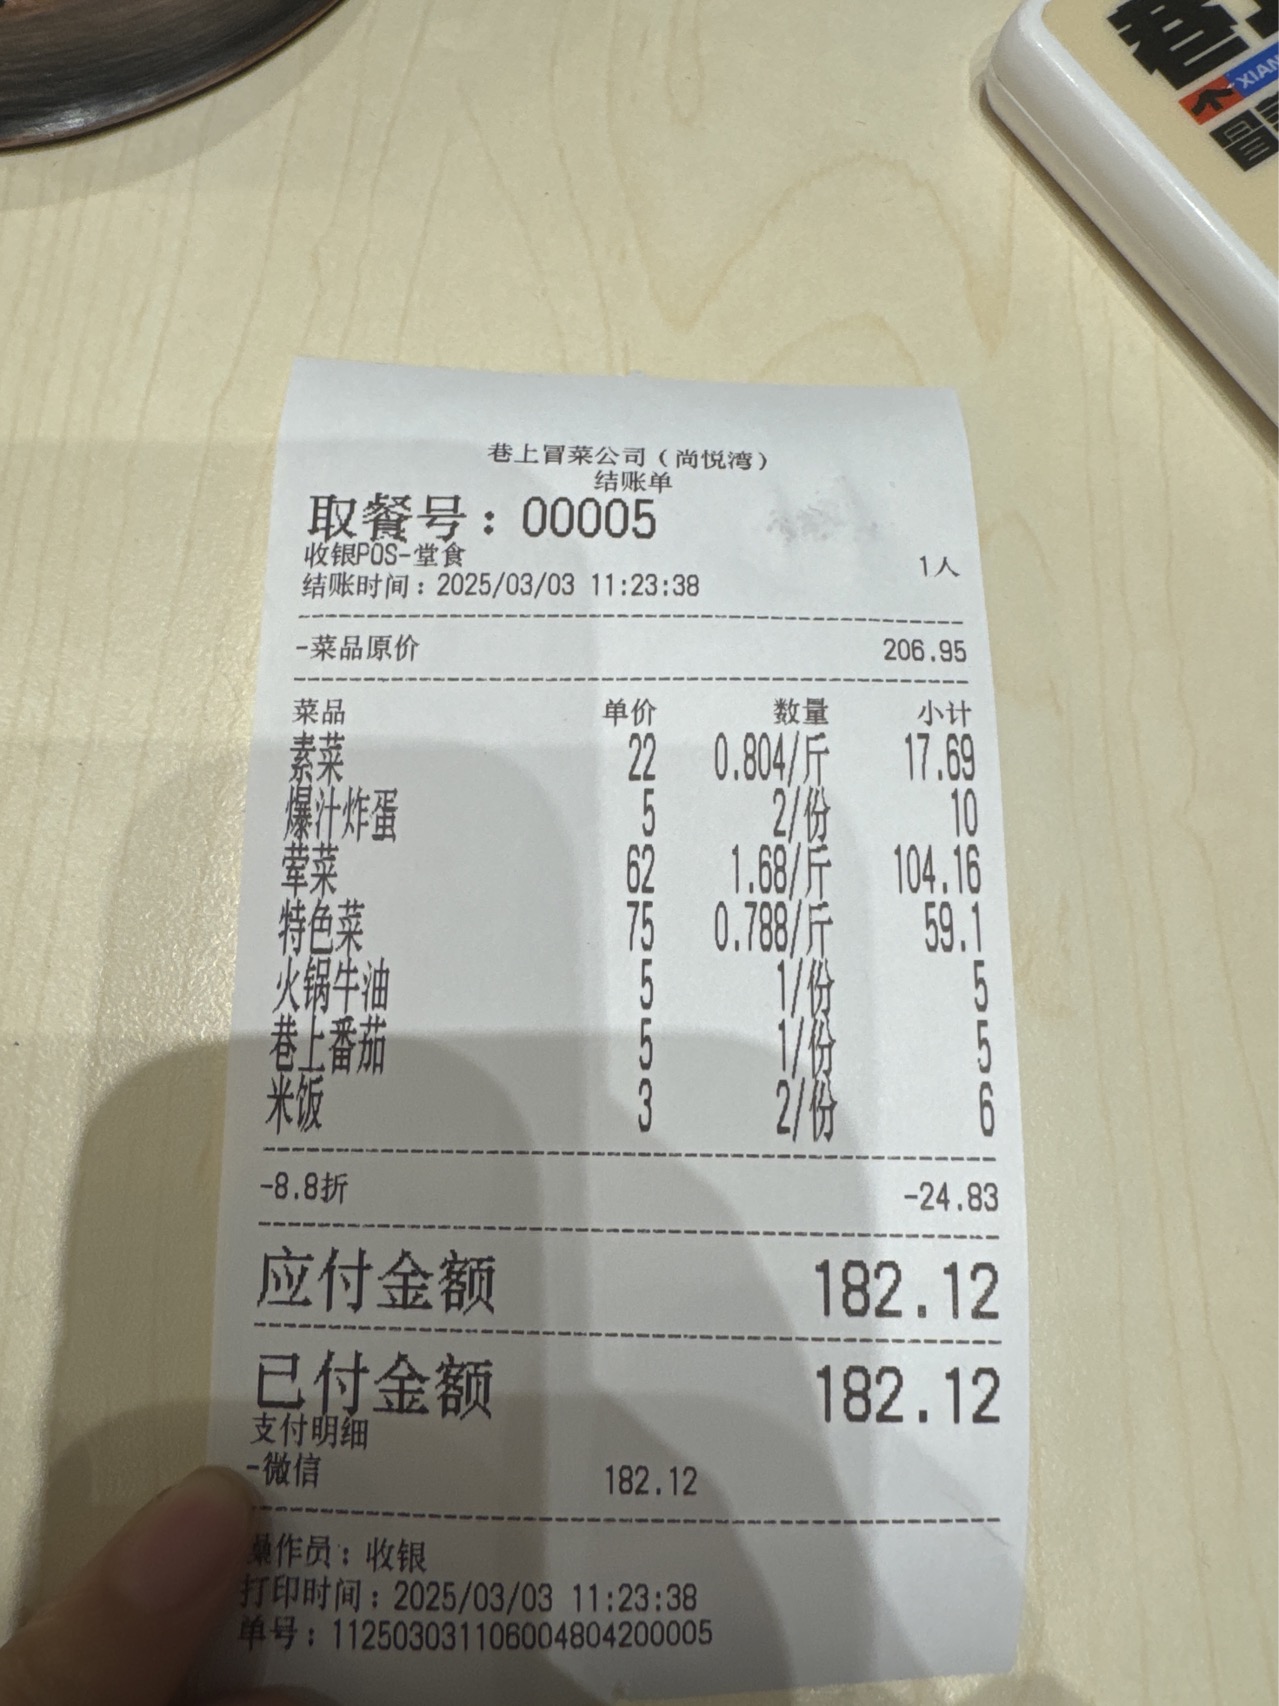 巷
XIAN
冒
巷上冒菜公司（尚悦湾）
结账单
取餐号：00005
收银POS-堂食 1人
结账时间：2025/03/03 11:23:38
-菜品原价 206.95
菜品 单价 数量 小计
素菜 22 0.804/斤 17.69
爆汁炸蛋 5 2/份 10
荤菜 62 1.68/斤 104.16
特色菜 75 0.788/斤 59.1
火锅牛油 5 1/份 5
巷上番茄 5 1/份 5
米饭 3 2/份 6
-8.8折 -24.83
应付金额 182.12
已付金额 182.12
支付明细
-微信 182.12
操作员：收银
打印时间：2025/03/03 11:23:38
单号：112503031106004804200005